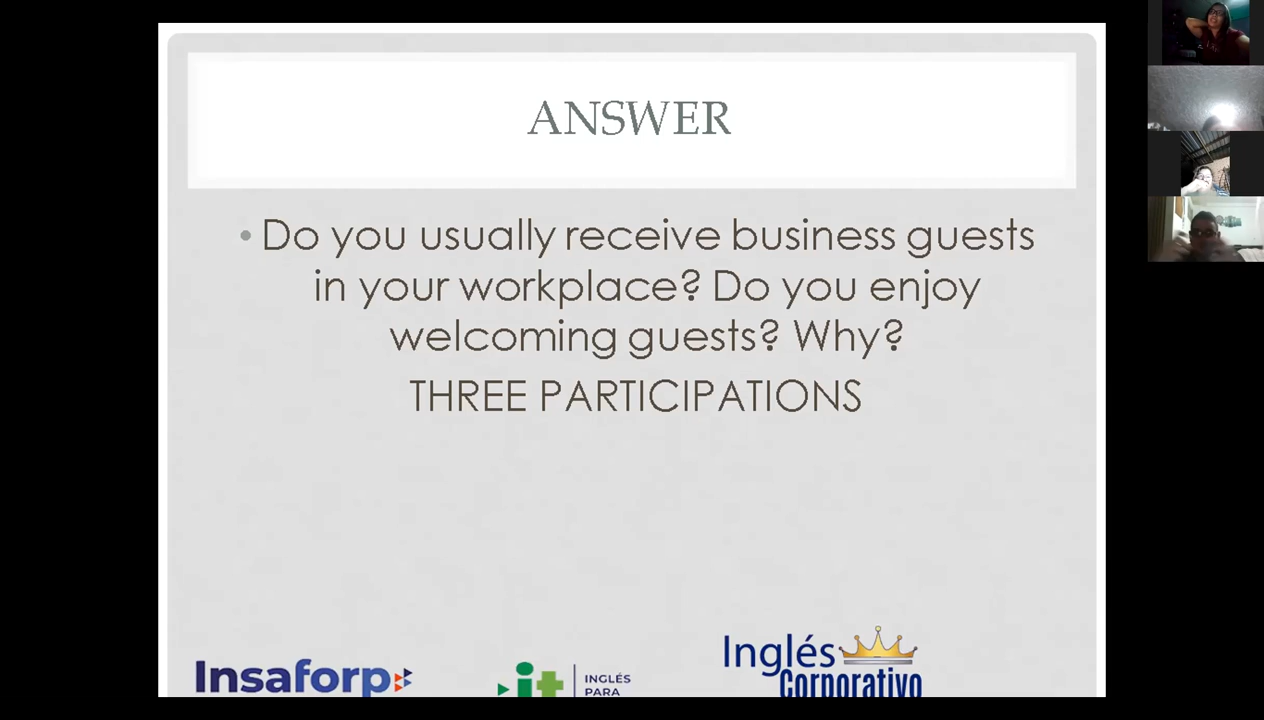 ANSWER
• Do you usually receive business guests
in your workplace? Do you enjoy
welcoming guests? Why?
THREE PARTICIPATIONS
Insaforp
it
INGLÉS
PARA
Inglés
Corporativo